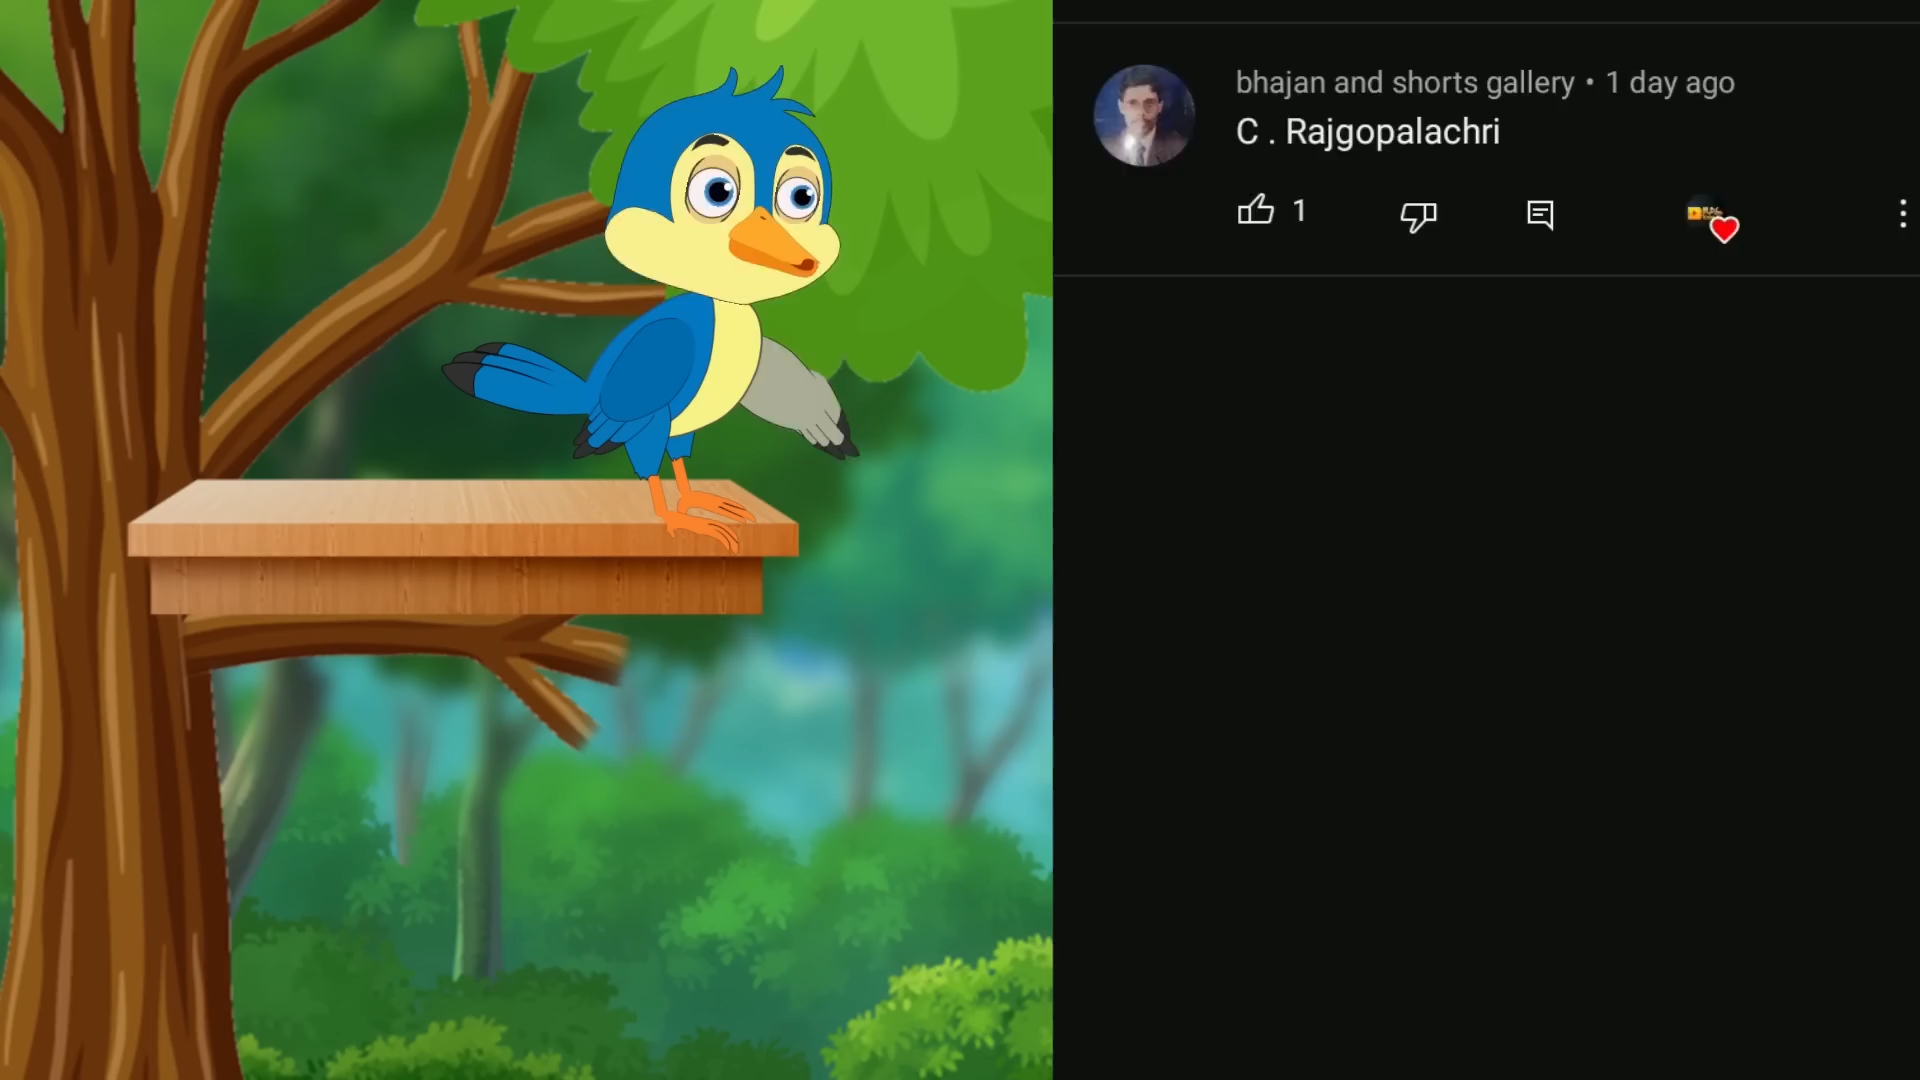 bhajan and shorts gallery • 1 day ago
C . Rajgopalachri
1